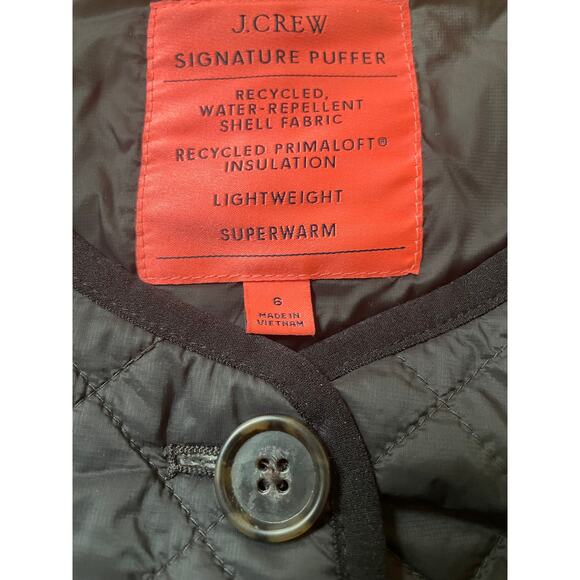 J.CREW
SIGNATURE PUFFER
RECYCLED,
WATER-REPELLENT
SHELL FABRIC
RECYCLED PRIMALOFT®
INSULATION
LIGHTWEIGHT
SUPERWARM
6
MADE IN
VIETNAM